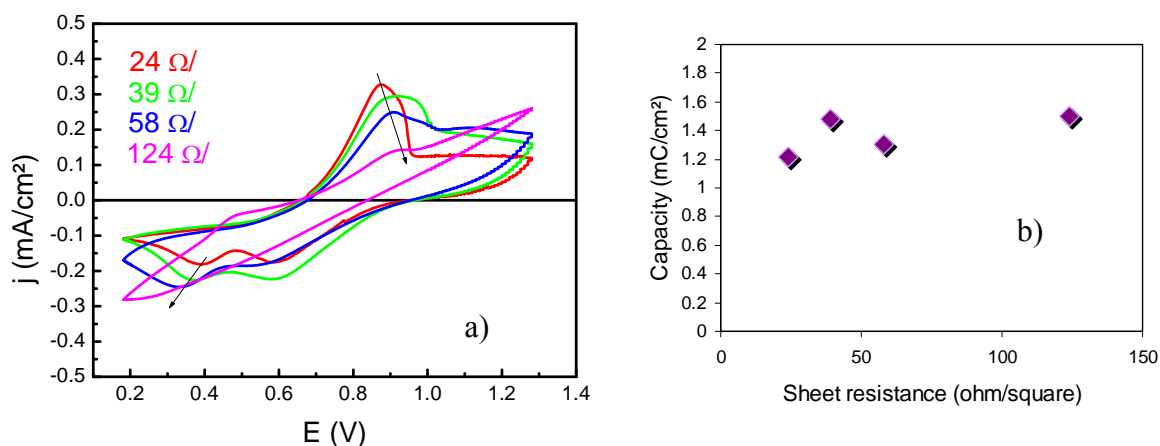 0.5
0.4
0.3
0.2
0.1
0.0
-0.1
-0.2
-0.3
-0.4
-0.5
j (mA/cm²)
24 Ω/
39 Ω/
58 Ω/
124 Ω/
a)
0.2 0.4 0.6 0.8 1.0 1.2 1.4
E (V)
2
1.8
1.6
1.4
1.2
1
0.8
0.6
0.4
0.2
0
Capacity (mC/cm²)
b)
0 50 100 150
Sheet resistance (ohm/square)